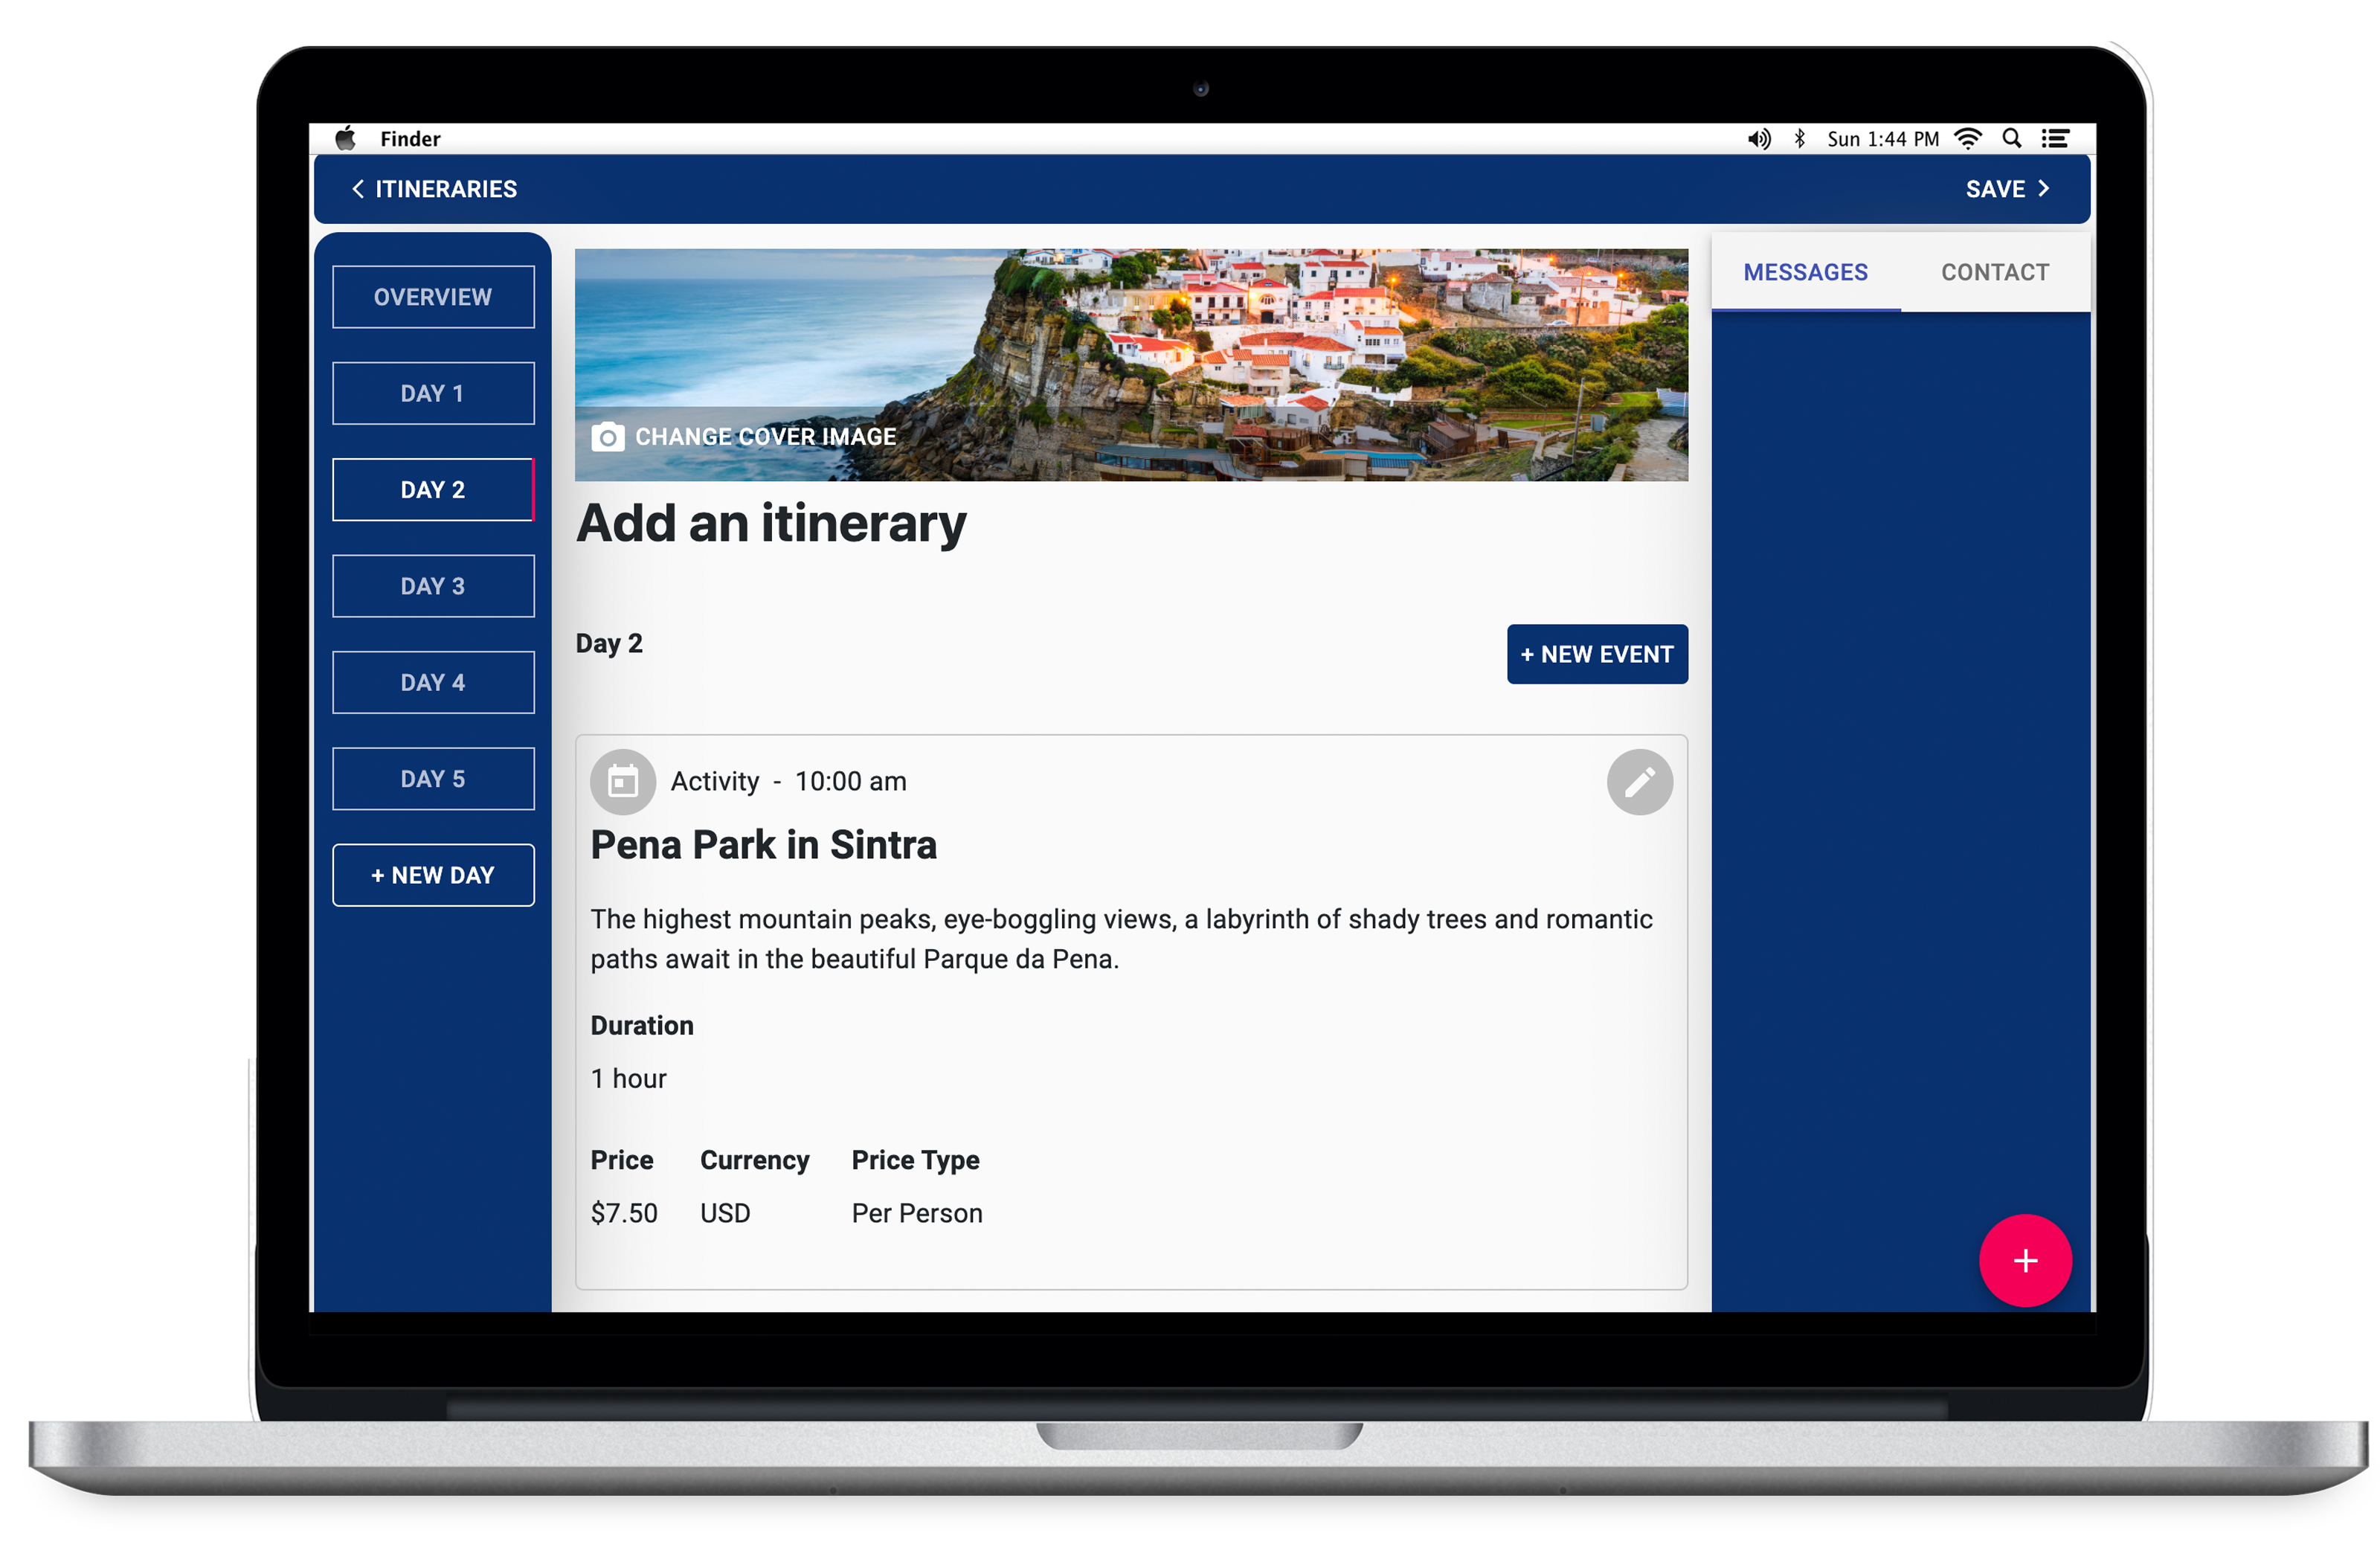 Finder
Sun 1:44 PM
ITINERARIES
SAVE
OVERVIEW
DAY 1
DAY 2
DAY 3
DAY 4
DAY 5
+ NEW DAY
CHANGE COVER IMAGE
Add an itinerary
Day 2
+ NEW EVENT
Activity - 10:00 am
Pena Park in Sintra
The highest mountain peaks, eye-boggling views, a labyrinth of shady trees and romantic
paths await in the beautiful Parque da Pena.
Duration
1 hour
Price Currency Price Type
$7.50 USD Per Person
MESSAGES CONTACT
+